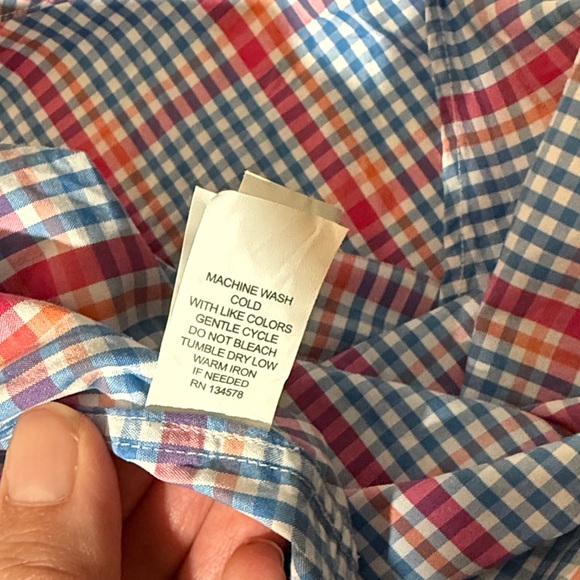 MACHINE WASH
COLD
WITH LIKE COLORS
GENTLE CYCLE
DO NOT BLEACH
TUMBLE DRY LOW
WARM IRON
IF NEEDED
RN 134578